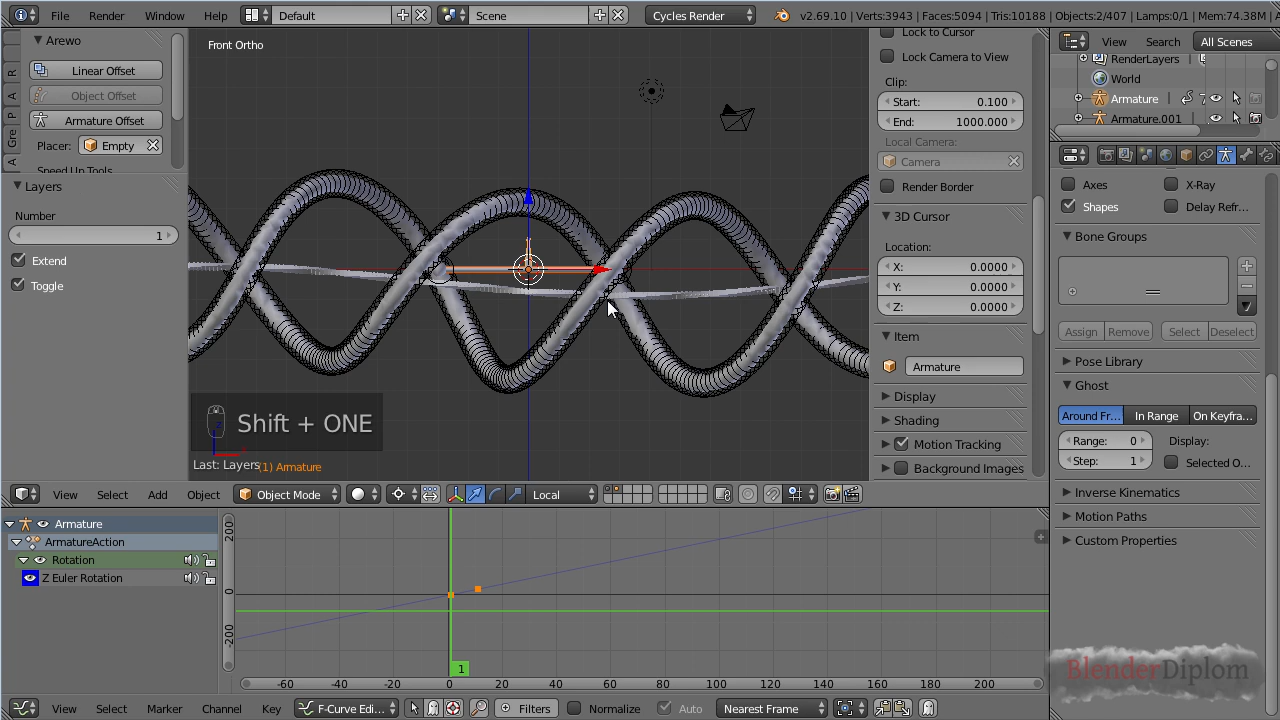 File Render Window Help Default Scene Cycles Render v2.69.10 | Verts:3943 | Faces:5094 | Tris:10188 | Objects:2/407 | Lamps:0/1 | Mem:74.38M
Arewo
Linear Offset
Object Offset
Armature Offset
Placer: Empty
Speed Up Tools
R
A
P
Gre
A
Layers
Number
1
Extend
Toggle
Front Ortho
Shift + ONE
Last: Layers
(1) Armature
Lock to Cursor
Lock Camera to View
Clip:
Start: 0.100
End: 1000.000
Local Camera:
Camera
Render Border
3D Cursor
Location:
X: 0.0000
Y: 0.0000
Z: 0.0000
Item
Armature
Display
Shading
Motion Tracking
Background Images
View Search All Scenes
RenderLayers
World
Armature
Armature.001
Axes X-Ray
Shapes Delay Refr...
Bone Groups
Assign Remove Select Deselect
Pose Library
Ghost
Around Fr... In Range On Keyfra...
Range: 0 Display:
Step: 1 Selected O...
Inverse Kinematics
Motion Paths
Custom Properties
View Select Add Object Object Mode Local
Armature
ArmatureAction
Rotation
Z Euler Rotation
200
0
-200
1
-60 -40 -20 0 20 40 60 80 100 120 140 160 180 200
View Select Marker Channel Key F-Curve Edi... Filters Normalize Auto Nearest Frame
BlenderDiplom